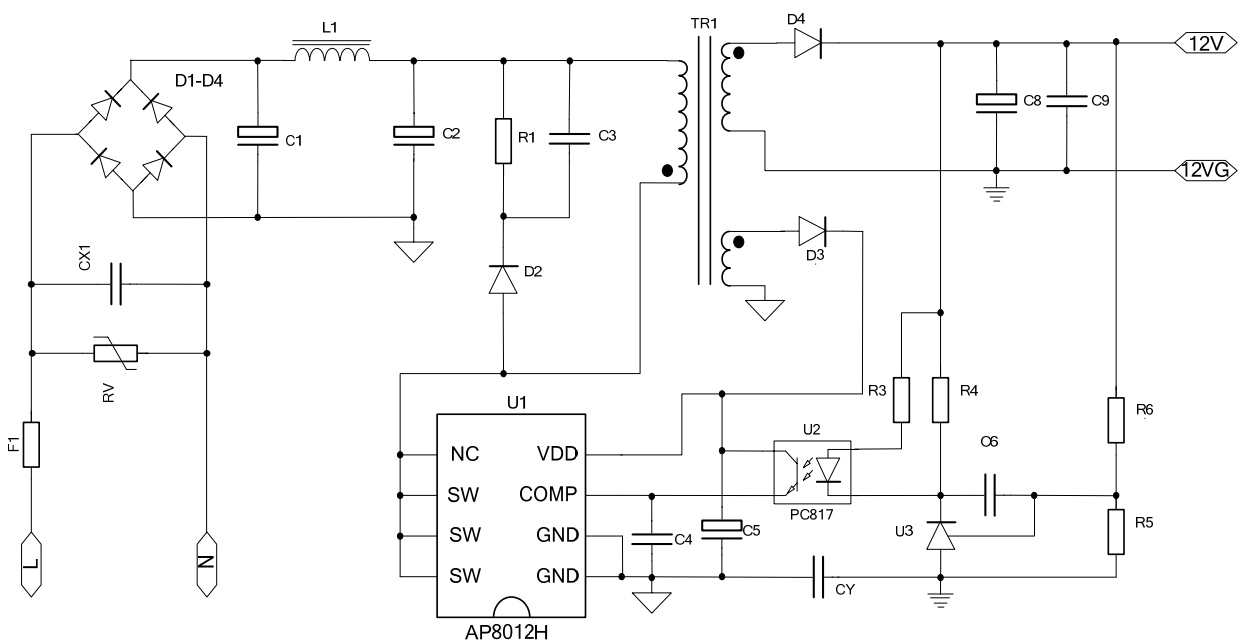 L1
TR1
D4
12V
D1-D4
C1
C2
R1
C3
C8
C9
12VG
CX1
D2
D3
RV
F1
L
N
U1
NC
VDD
SW
COMP
SW
GND
SW
GND
AP8012H
R3
R4
R6
U2
PC817
C6
U3
R5
C4
C5
CY